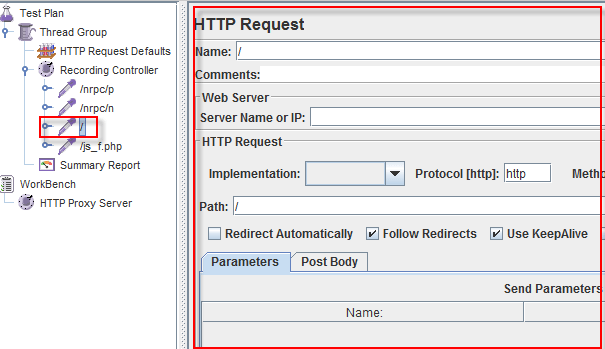 Test Plan
Thread Group
HTTP Request Defaults
Recording Controller
/nrpc/p
/nrpc/n
/
/js_f.php
Summary Report
WorkBench
HTTP Proxy Server
HTTP Request
Name: /
Comments:
Web Server
Server Name or IP:
HTTP Request
Implementation: Protocol [http]: http Metho
Path: /
Redirect Automatically Follow Redirects Use KeepAlive
Parameters Post Body
Send Parameters
Name: